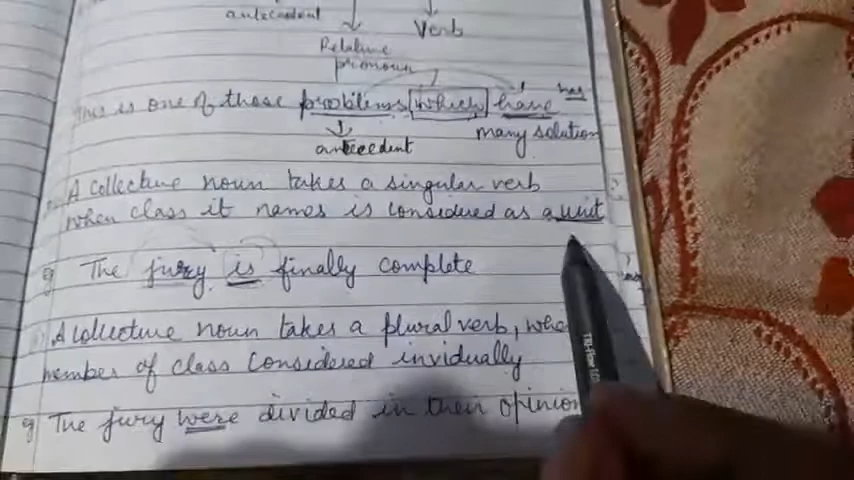 antecedent
Verb
Relative
pronoun
has
This is one of those problems which have
antecedent many solution
A collective noun takes a singular verb
when class it names is considered as a unit
eg The jury is finally complete
A collective noun takes a plural verb, whe
member of class considered invidually
eg The jury were divided in their opinion